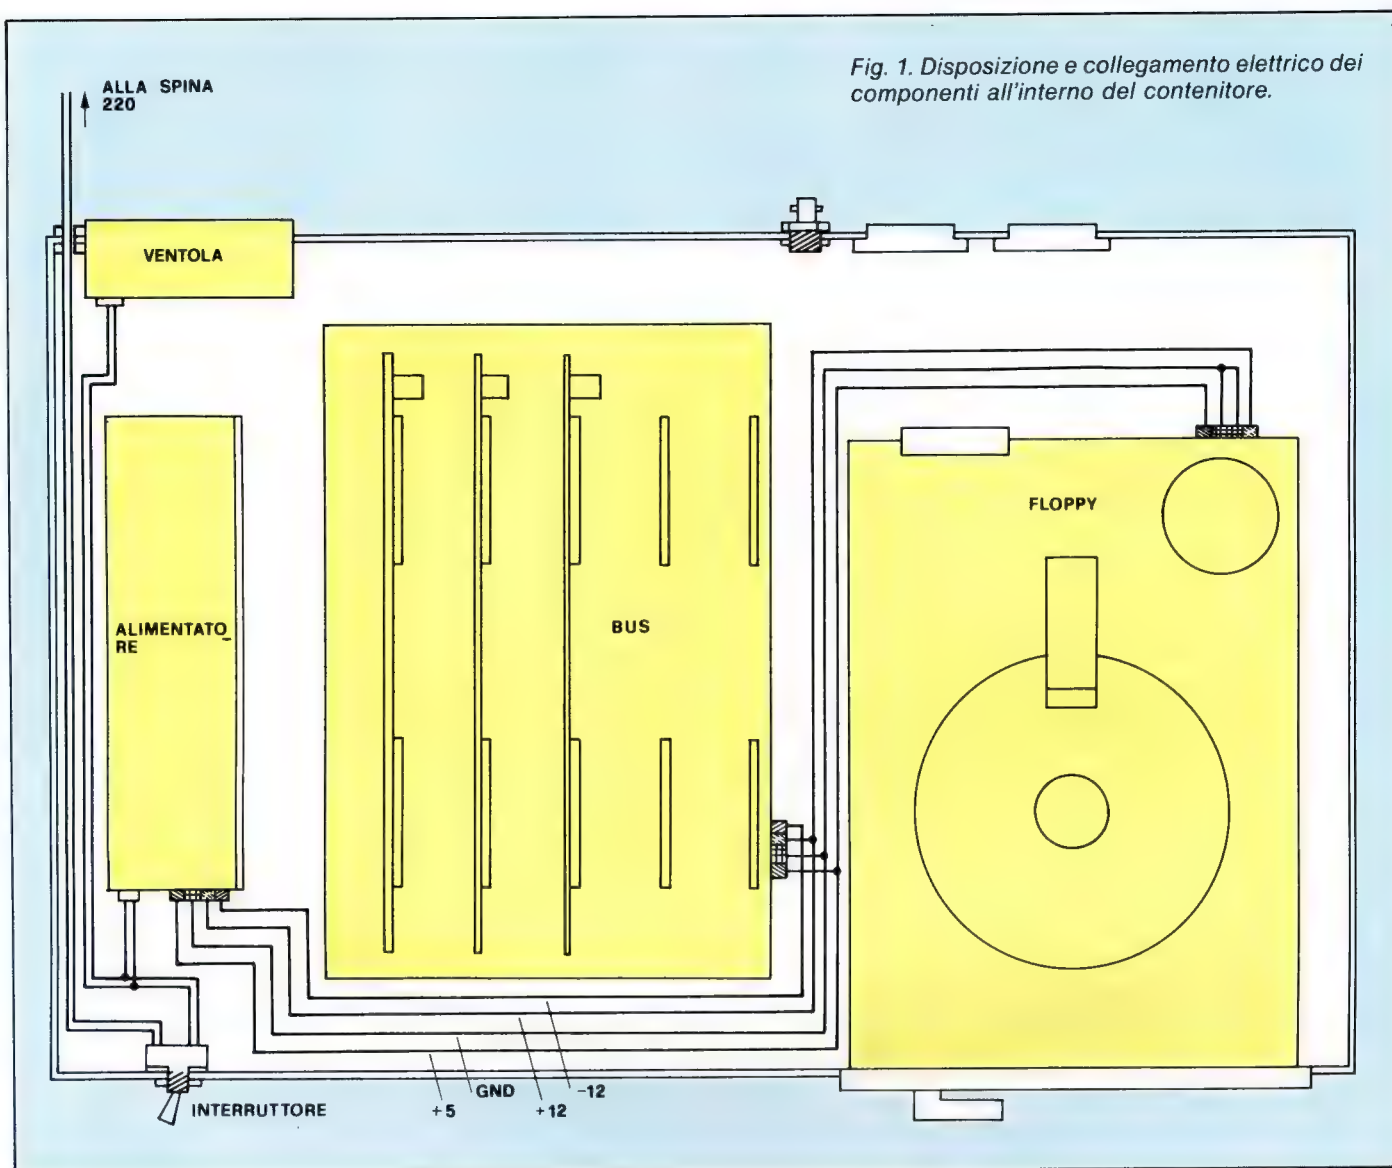 Fig. 1. Disposizione e collegamento elettrico dei
componenti all'interno del contenitore.
ALLA SPINA
220
VENTOLA
FLOPPY
ALIMENTATO_
RE
BUS
INTERRUTTORE
+5
GND
+12
-12